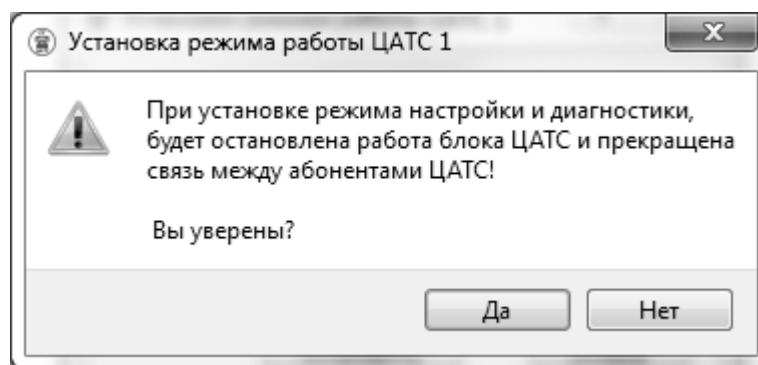 Установка режима работы ЦАТС 1
При установке режима настройки и диагностики,
будет остановлена работа блока ЦАТС и прекращена
связь между абонентами ЦАТС!
Вы уверены?
Да Нет